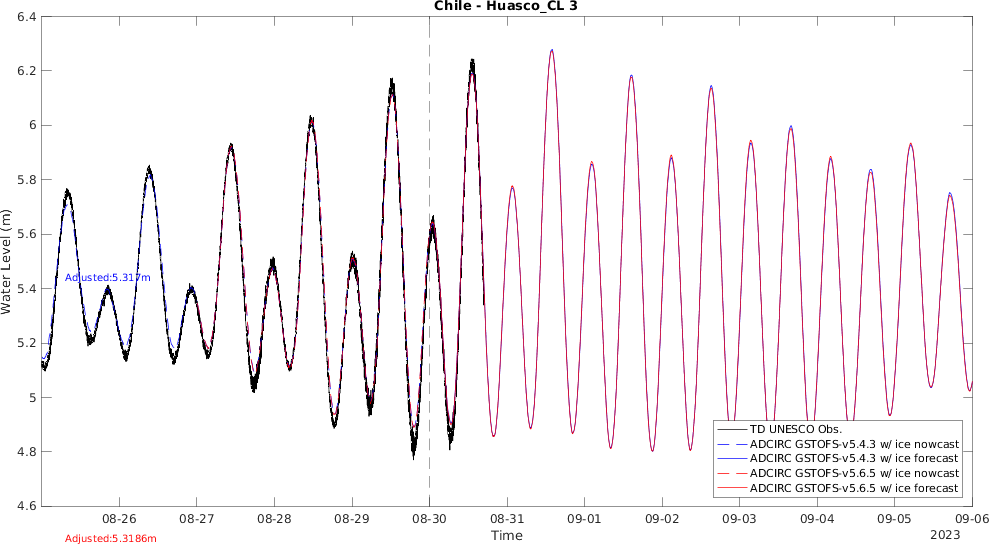 Chile - Huasco_CL 3
6.4
6.2
6
5.8
5.6
5.4
5.2
5
4.8
4.6
Water Level (m)
Adjusted:5.317m
TD UNESCO Obs.
ADCIRC GSTOFS-v5.4.3 w/ ice nowcast
ADCIRC GSTOFS-v5.4.3 w/ ice forecast
ADCIRC GSTOFS-v5.6.5 w/ ice nowcast
ADCIRC GSTOFS-v5.6.5 w/ ice forecast
08-26 08-27 08-28 08-29 08-30 08-31 09-01 09-02 09-03 09-04 09-05 09-06
Time
2023
Adjusted:5.3186m